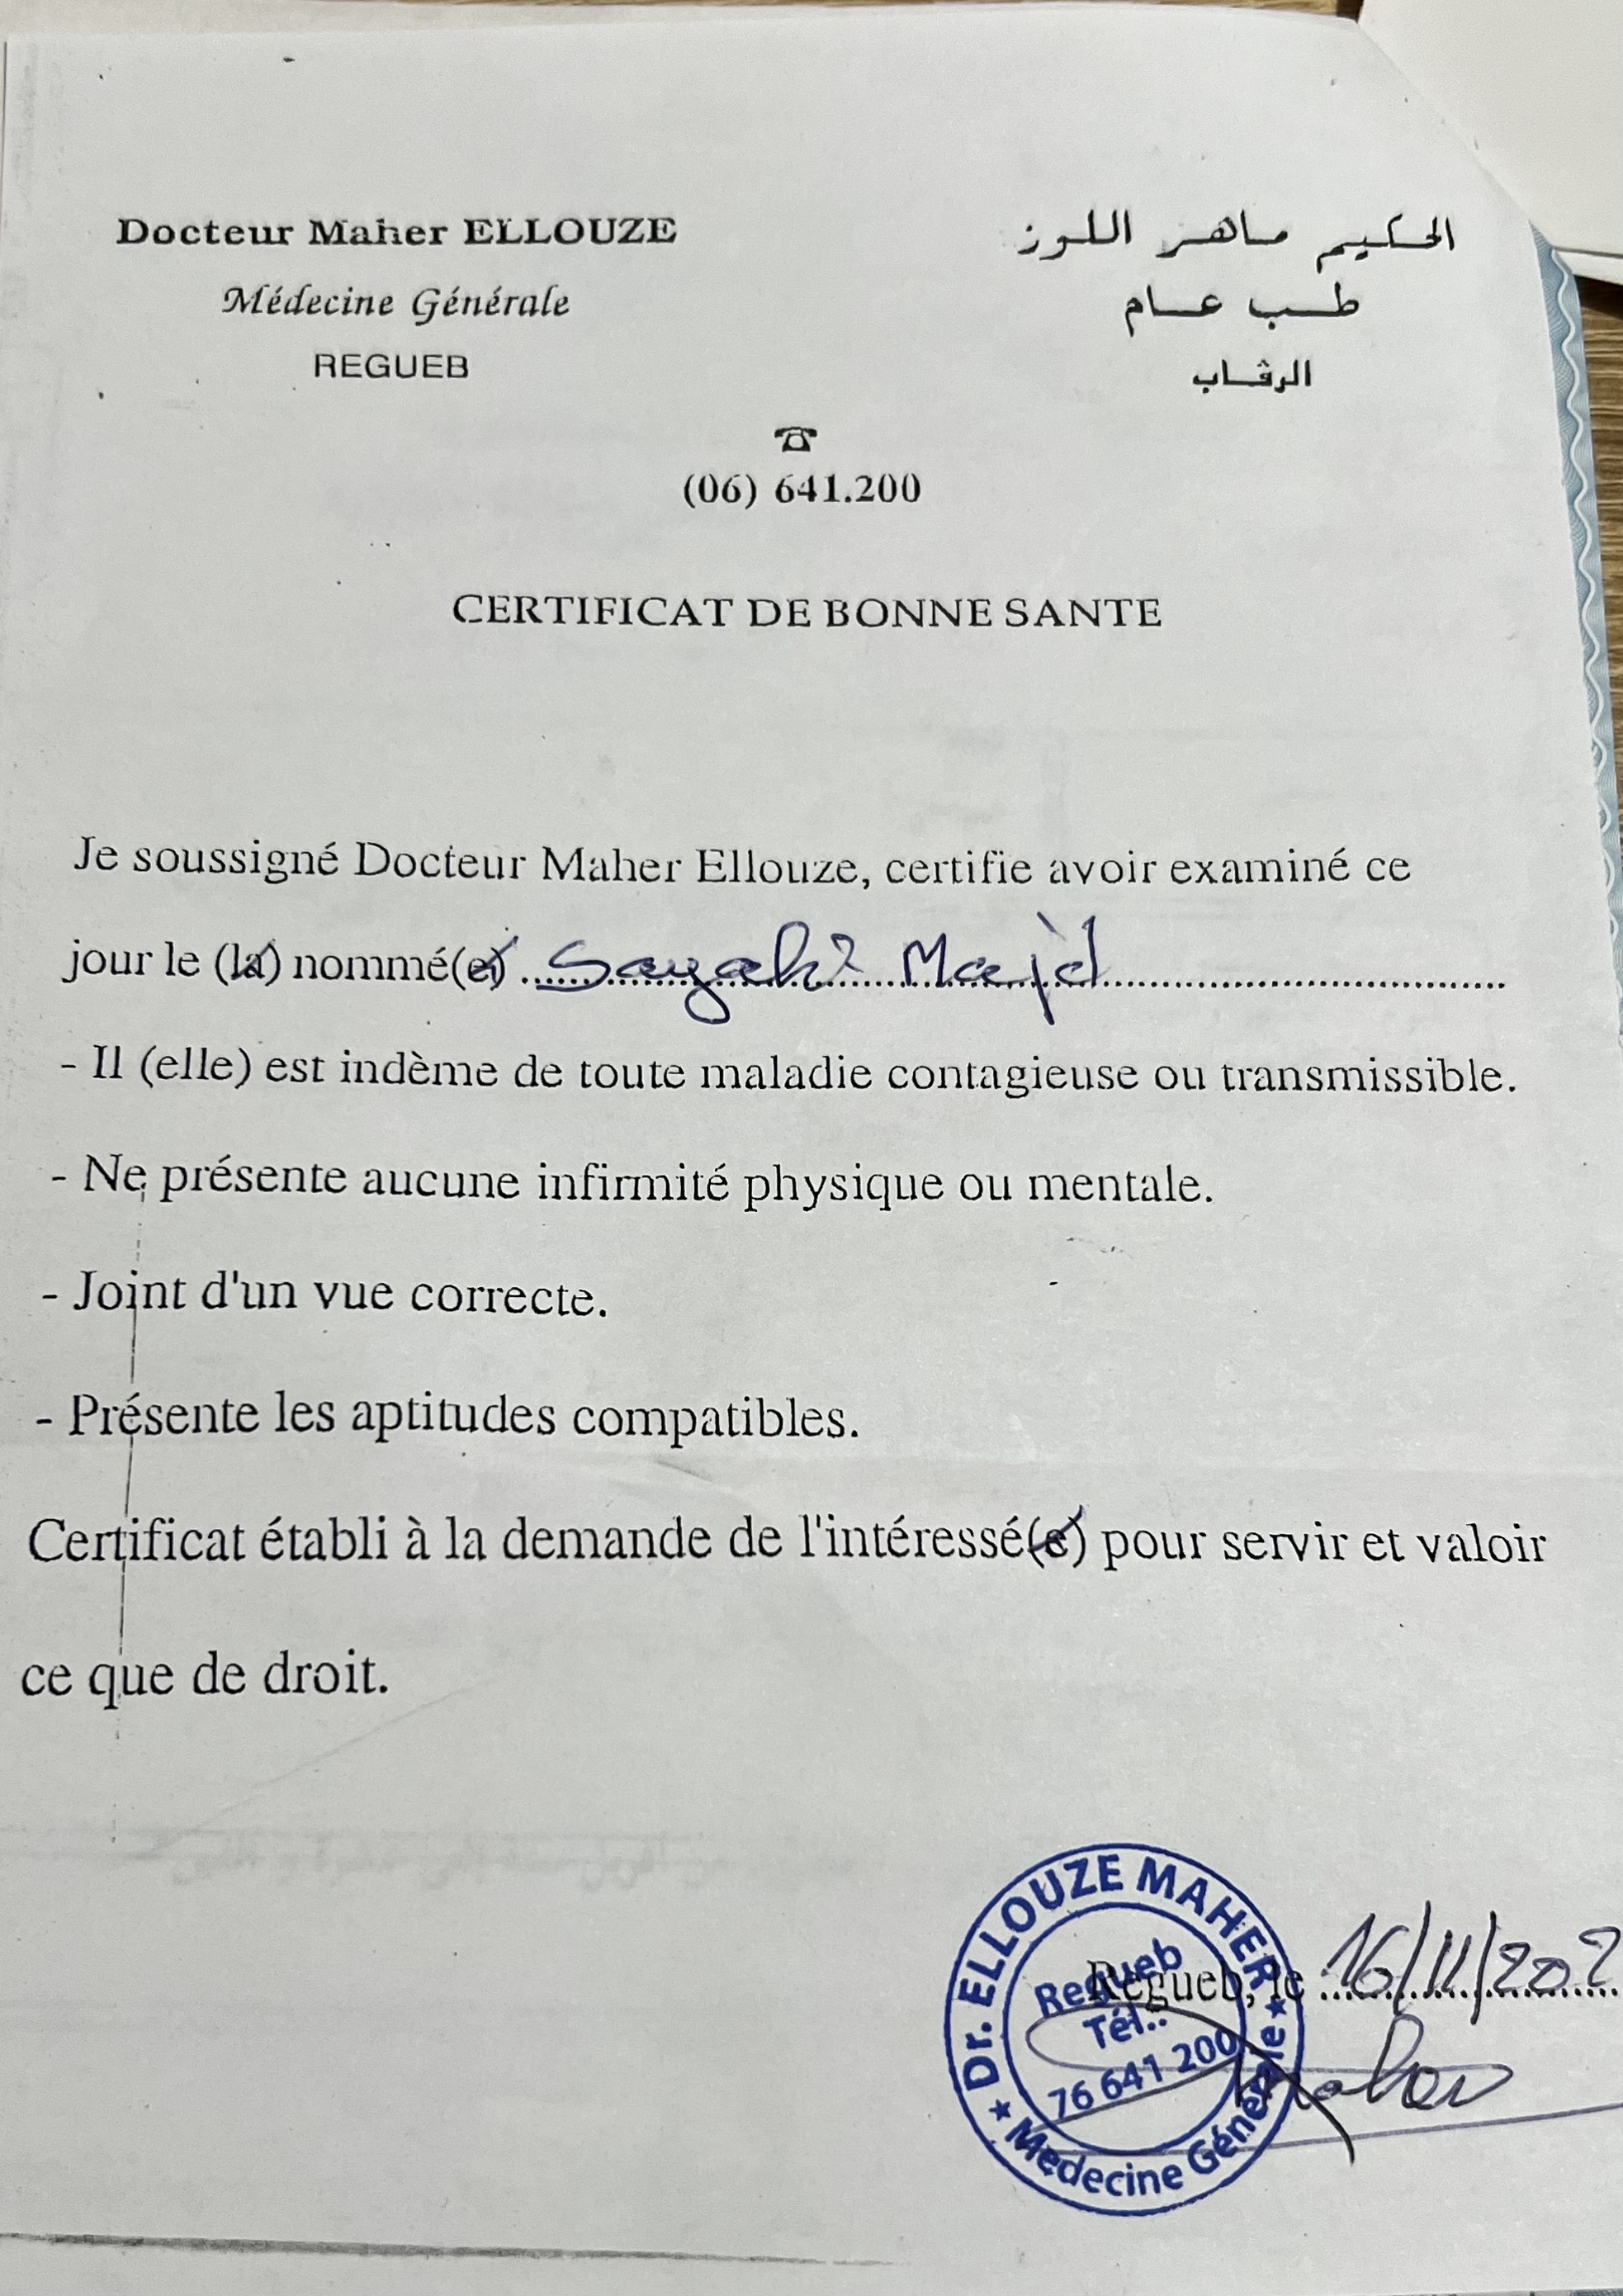 Docteur Maher ELLOUZE
Médecine Générale
REGUEB
الحكيم ماهر اللوز
طب عام
الرڨاب
☎
(06) 641.200
CERTIFICAT DE BONNE SANTE
Je soussigné Docteur Maher Ellouze, certifie avoir examiné ce
jour le (la) nommé(e) Sayahi Majd
- Il (elle) est indème de toute maladie contagieuse ou transmissible.
- Ne présente aucune infirmité physique ou mentale.
- Joint d'un vue correcte.
- Présente les aptitudes compatibles.
Certificat établi à la demande de l'intéressé(e) pour servir et valoir
ce que de droit.
Regueb, le 16/11/202
Dr. ELLOUZE MAHER
Regueb
Tél..
76 641 200
★ Médecine Générale ★
Maher